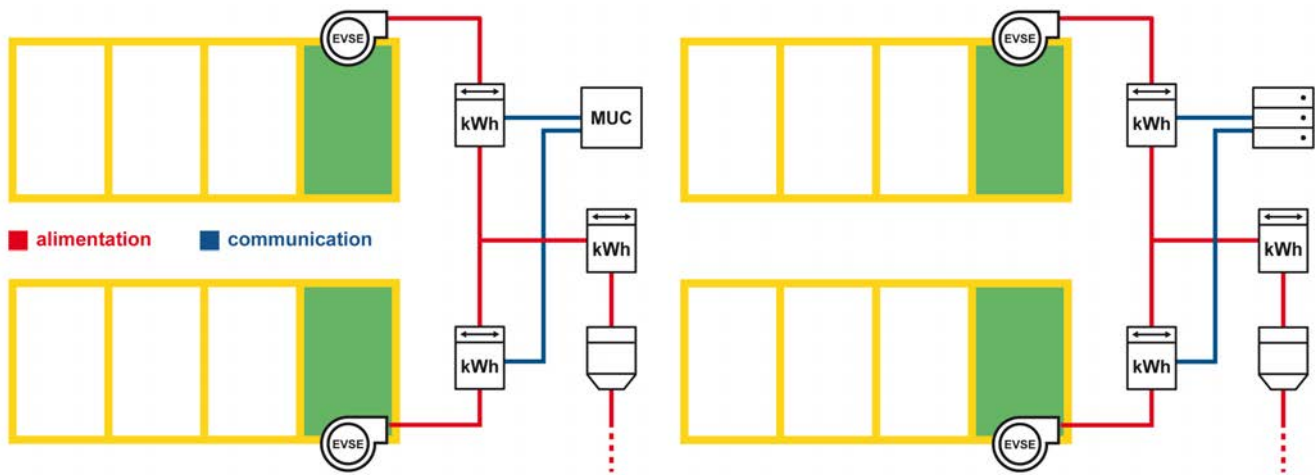 EVSE
EVSE
kWh
MUC
kWh
kWh
kWh
alimentation
communication
kWh
kWh
EVSE
EVSE